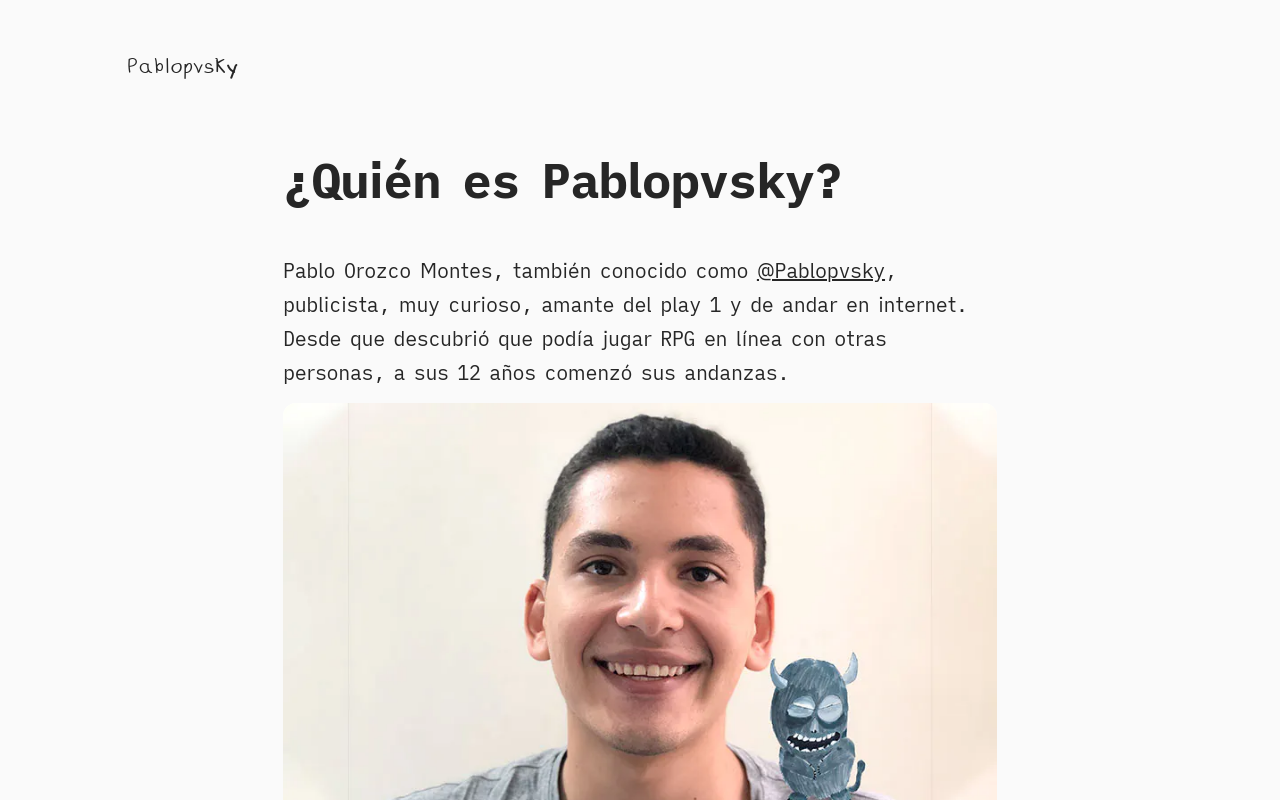 Pablopvsky
¿Quién es Pablopvsky?
Pablo Orozco Montes, también conocido como @Pablopvsky,
publicista, muy curioso, amante del play 1 y de andar en internet.
Desde que descubrió que podía jugar RPG en línea con otras
personas, a sus 12 años comenzó sus andanzas.